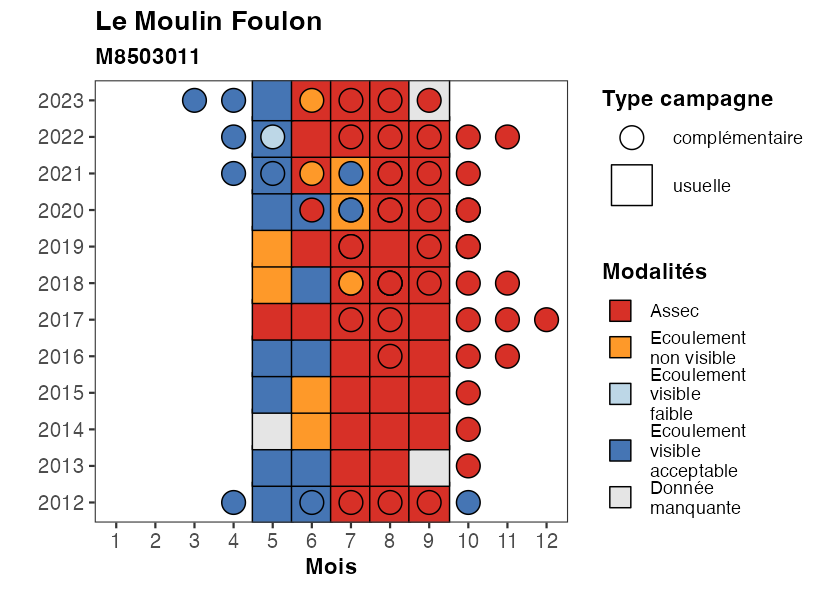 Le Moulin Foulon
M8503011
2023
2022
2021
2020
2019
2018
2017
2016
2015
2014
2013
2012
1 2 3 4 5 6 7 8 9 10 11 12
Mois
Type campagne
complémentaire
usuelle
Modalités
Assec
Ecoulement
non visible
Ecoulement
visible
faible
Ecoulement
visible
acceptable
Donnée
manquante